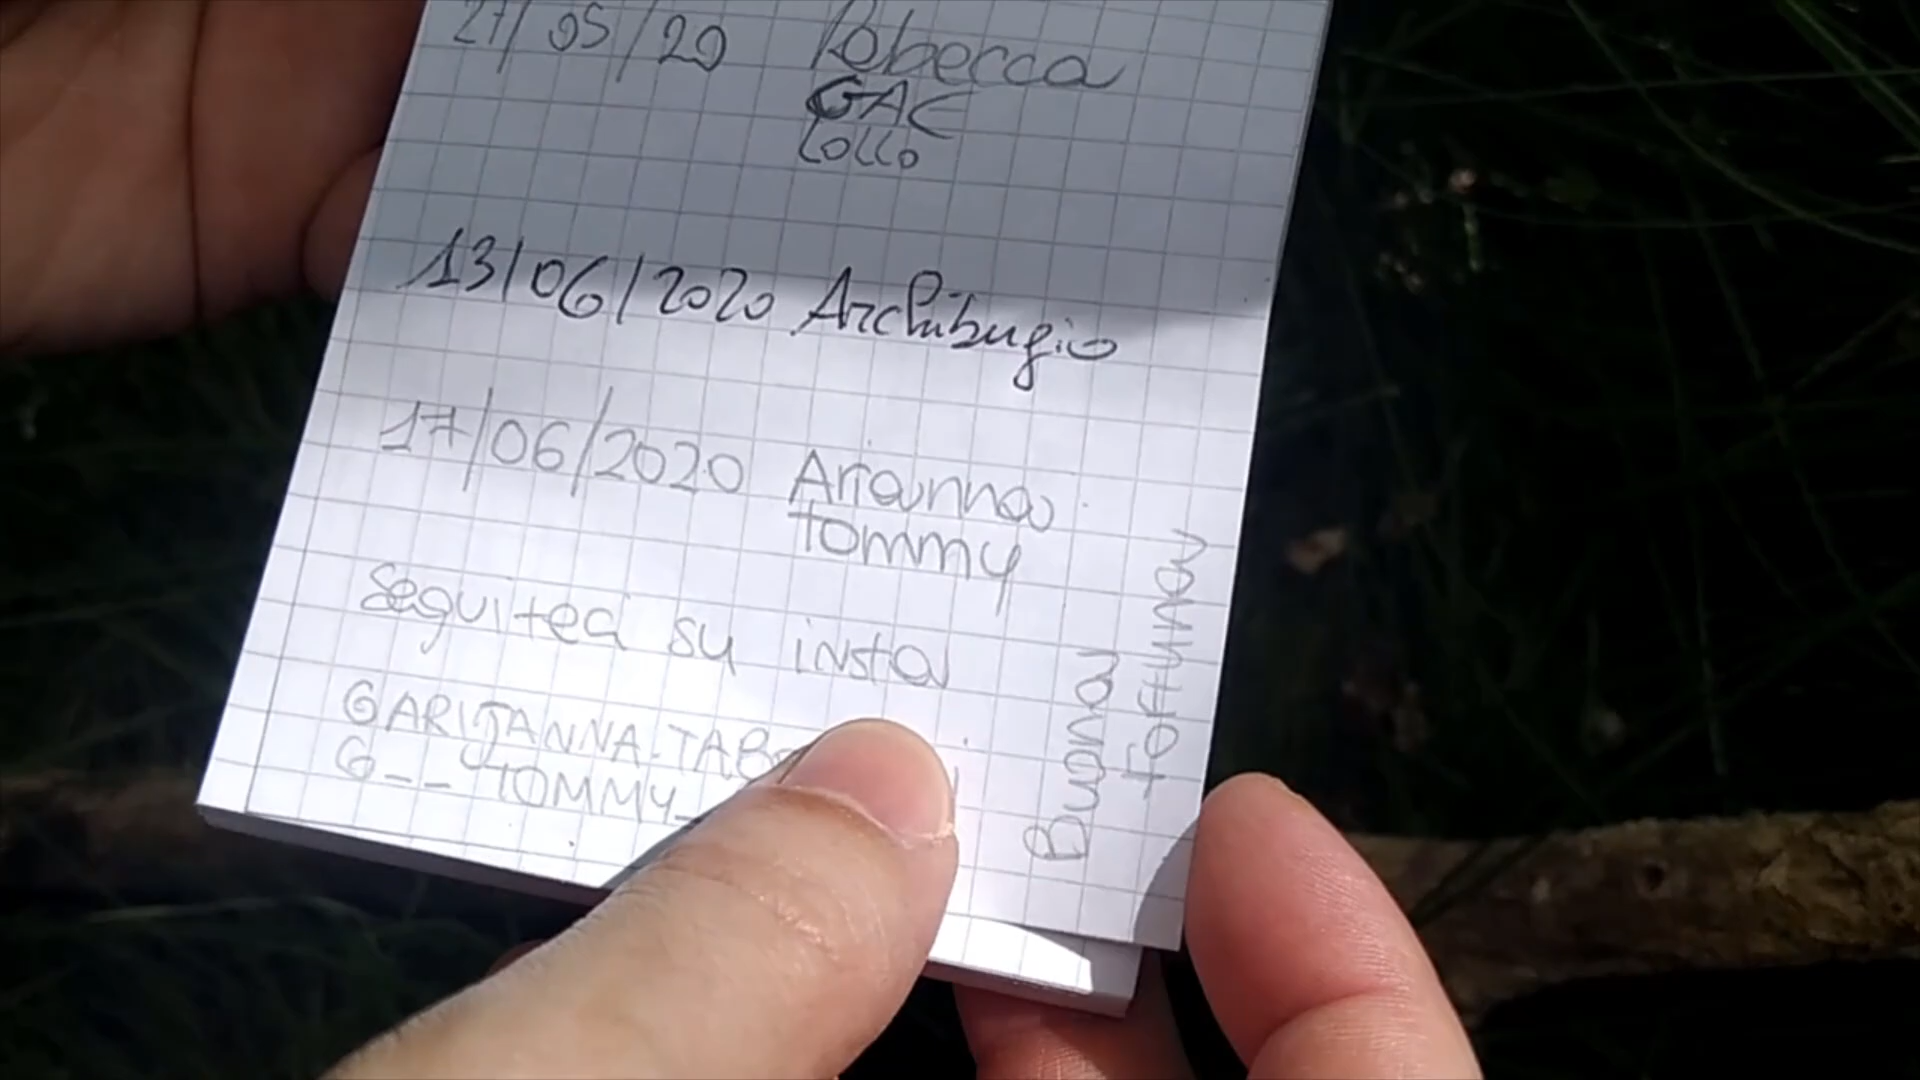 27/05/20 Rebecca
GAC
Lollo
13/06/2020 Archibugio
17/06/2020 Arianna
Tommy
seguiteci su insta
G-- TOMMY_
Buona
fortuna